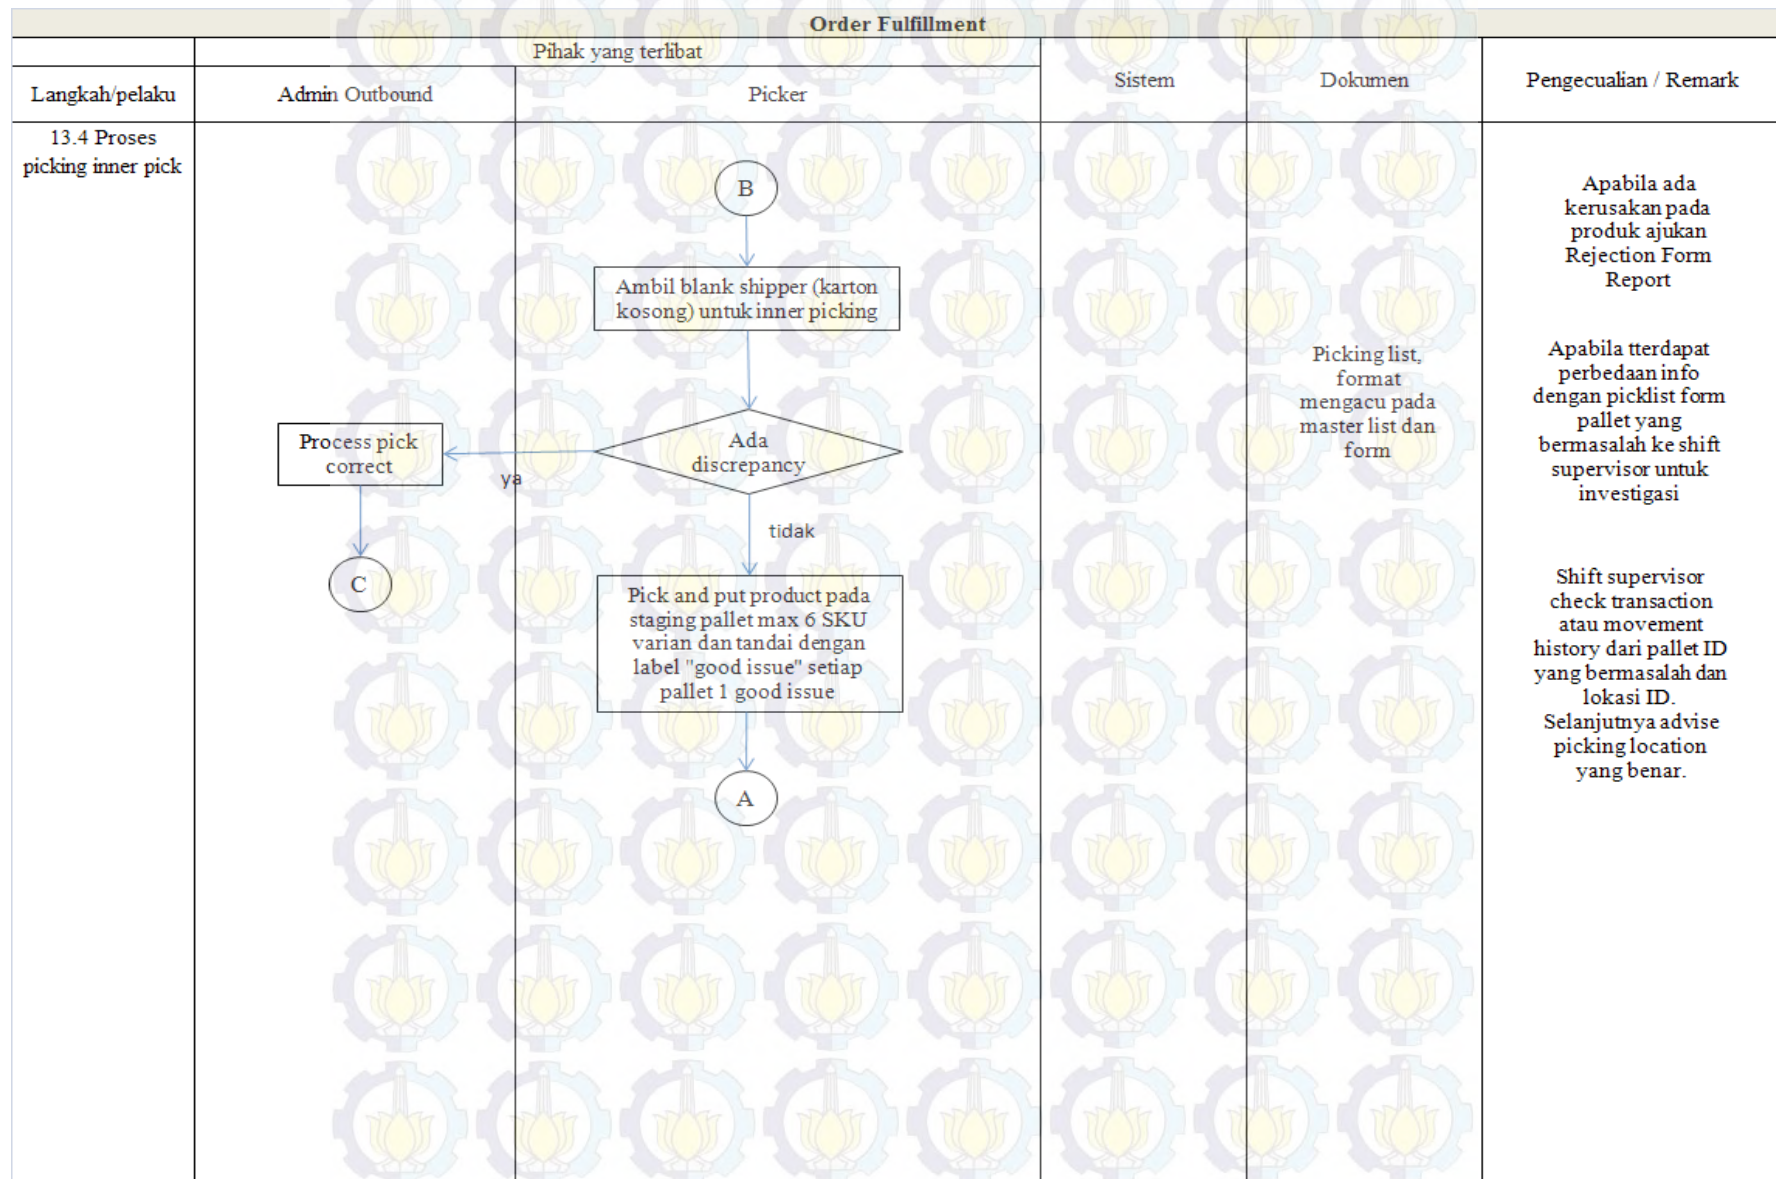 Order Fulfillment
Pihak yang terlibat
Langkah/pelaku
Admin Outbound
Picker
Sistem
Dokumen
Pengecualian / Remark
13.4 Proses
picking inner pick
B
Ambil blank shipper (karton
kosong) untuk inner picking
Ada
discrepancy
ya
Process pick
correct
C
tidak
Pick and put product pada
staging pallet max 6 SKU
varian dan tandai dengan
label "good issue" setiap
pallet 1 good issue
A
Picking list,
format
mengacu pada
master list dan
form
Apabila ada
kerusakan pada
produk ajukan
Rejection Form
Report
Apabila tterdapat
perbedaan info
dengan picklist form
pallet yang
bermasalah ke shift
supervisor untuk
investigasi
Shift supervisor
check transaction
atau movement
history dari pallet ID
yang bermasalah dan
lokasi ID.
Selanjutnya advise
picking location
yang benar.